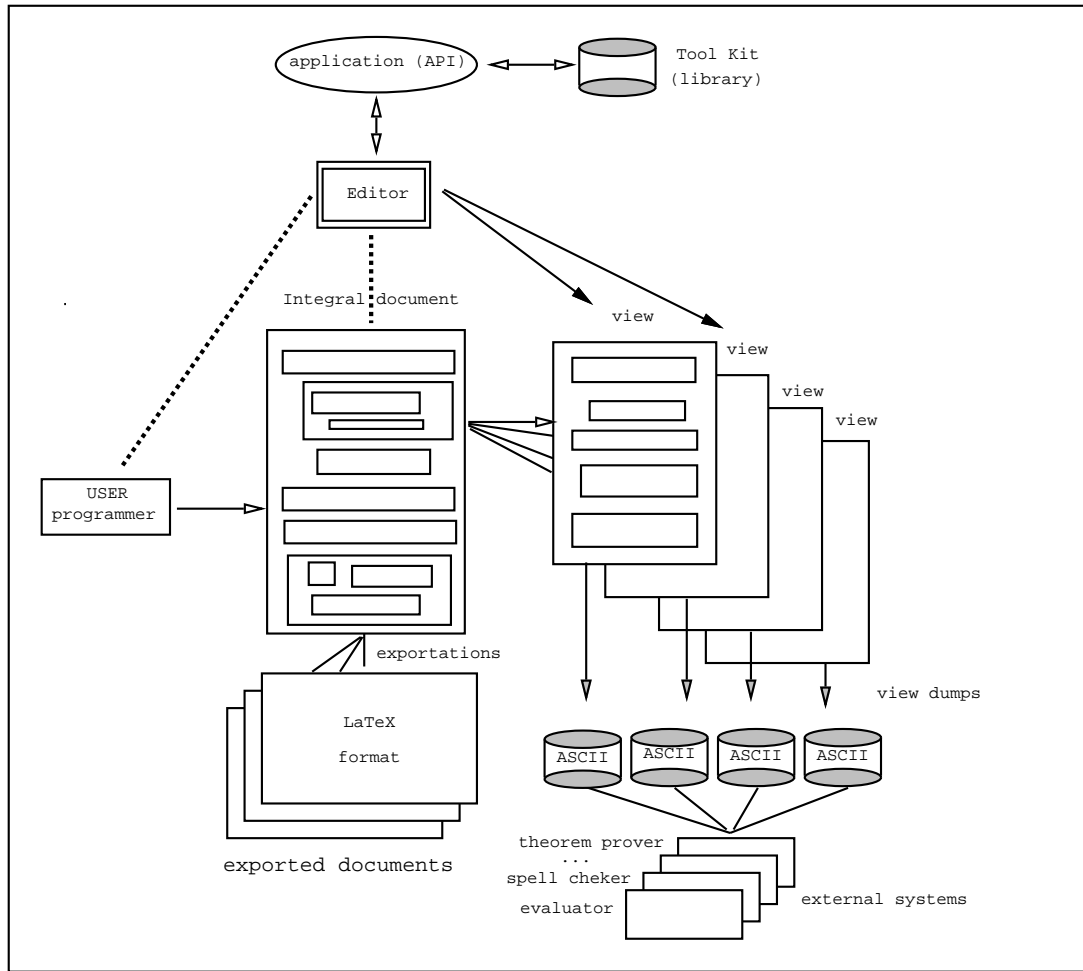 application (API)
Tool Kit
(library)
Editor
Integral document
view
view
view
view
USER
programmer
exportations
LaTeX
format
exported documents
view dumps
ASCII
ASCII
ASCII
ASCII
theorem prover
...
spell cheker
evaluator
external systems